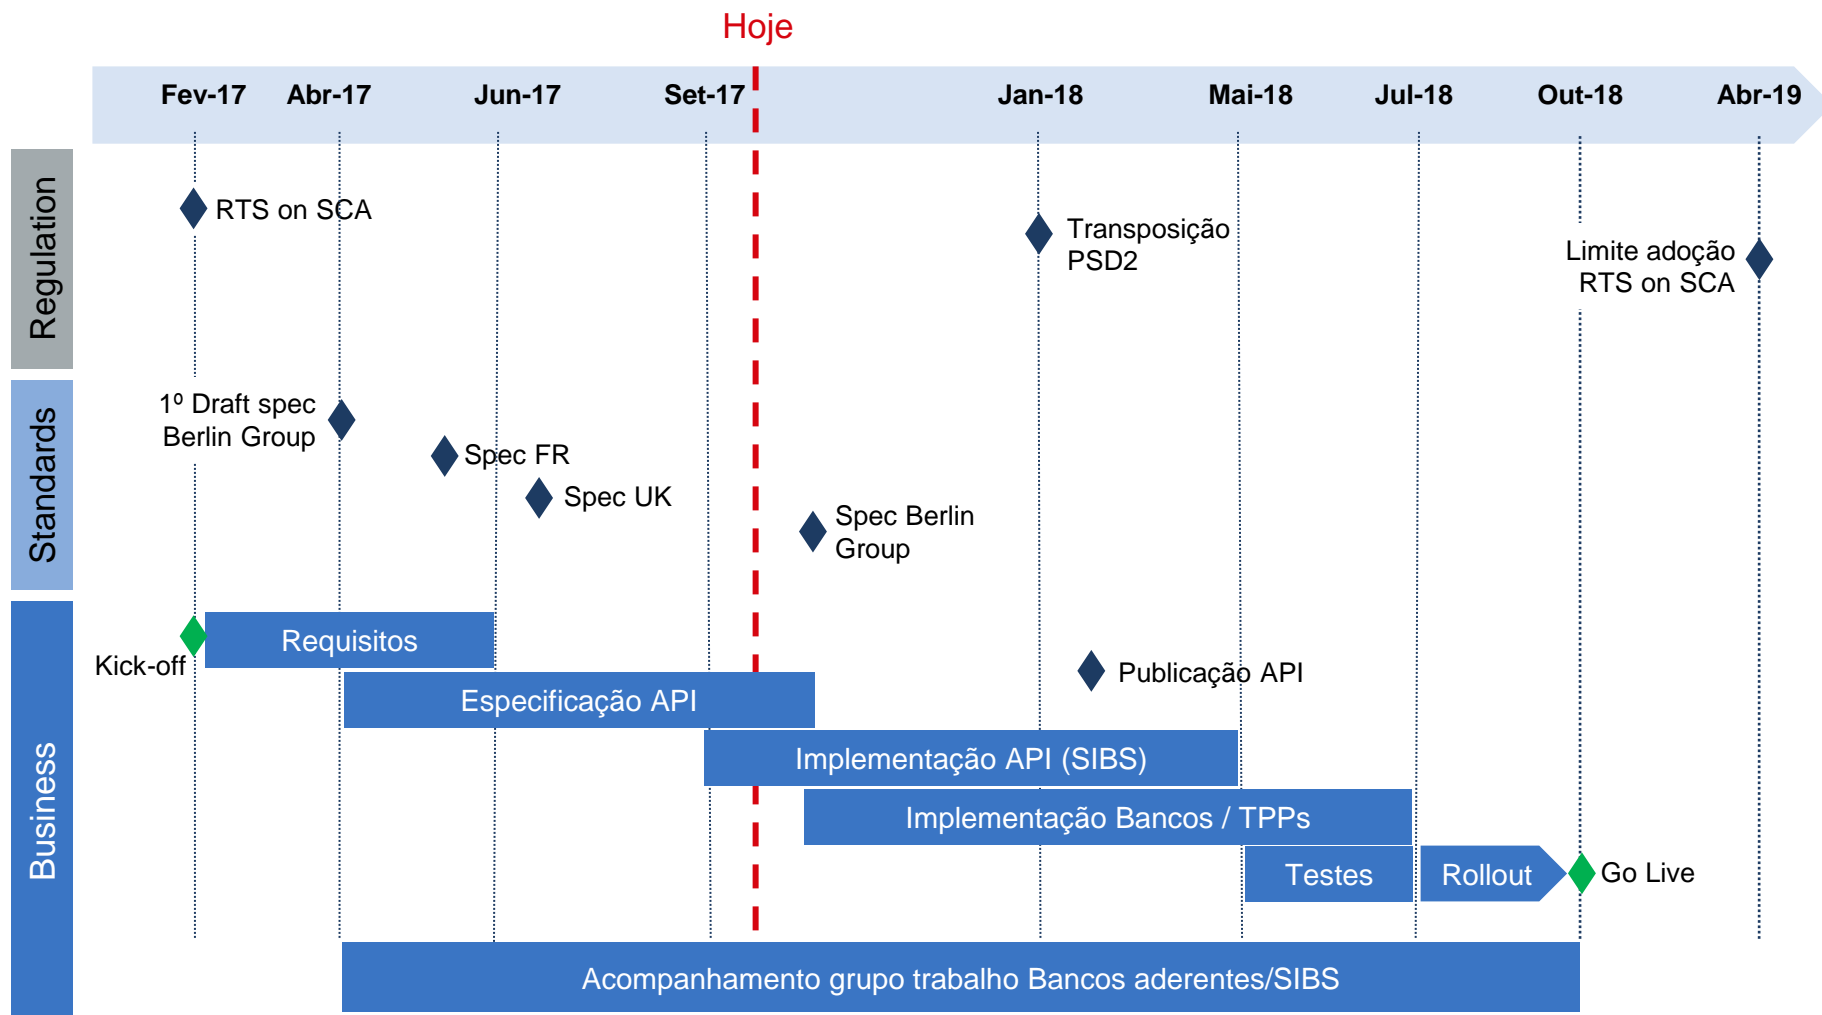 Hoje
Fev-17 Abr-17 Jun-17 Set-17 Jan-18 Mai-18 Jul-18 Out-18 Abr-19
Regulation
RTS on SCA
Transposição
PSD2
Limite adoção
RTS on SCA
Standards
1º Draft spec
Berlin Group
Spec FR
Spec UK
Spec Berlin
Group
Business
Kick-off
Requisitos
Publicação API
Especificação API
Implementação API (SIBS)
Implementação Bancos / TPPs
Testes
Rollout
Go Live
Acompanhamento grupo trabalho Bancos aderentes/SIBS